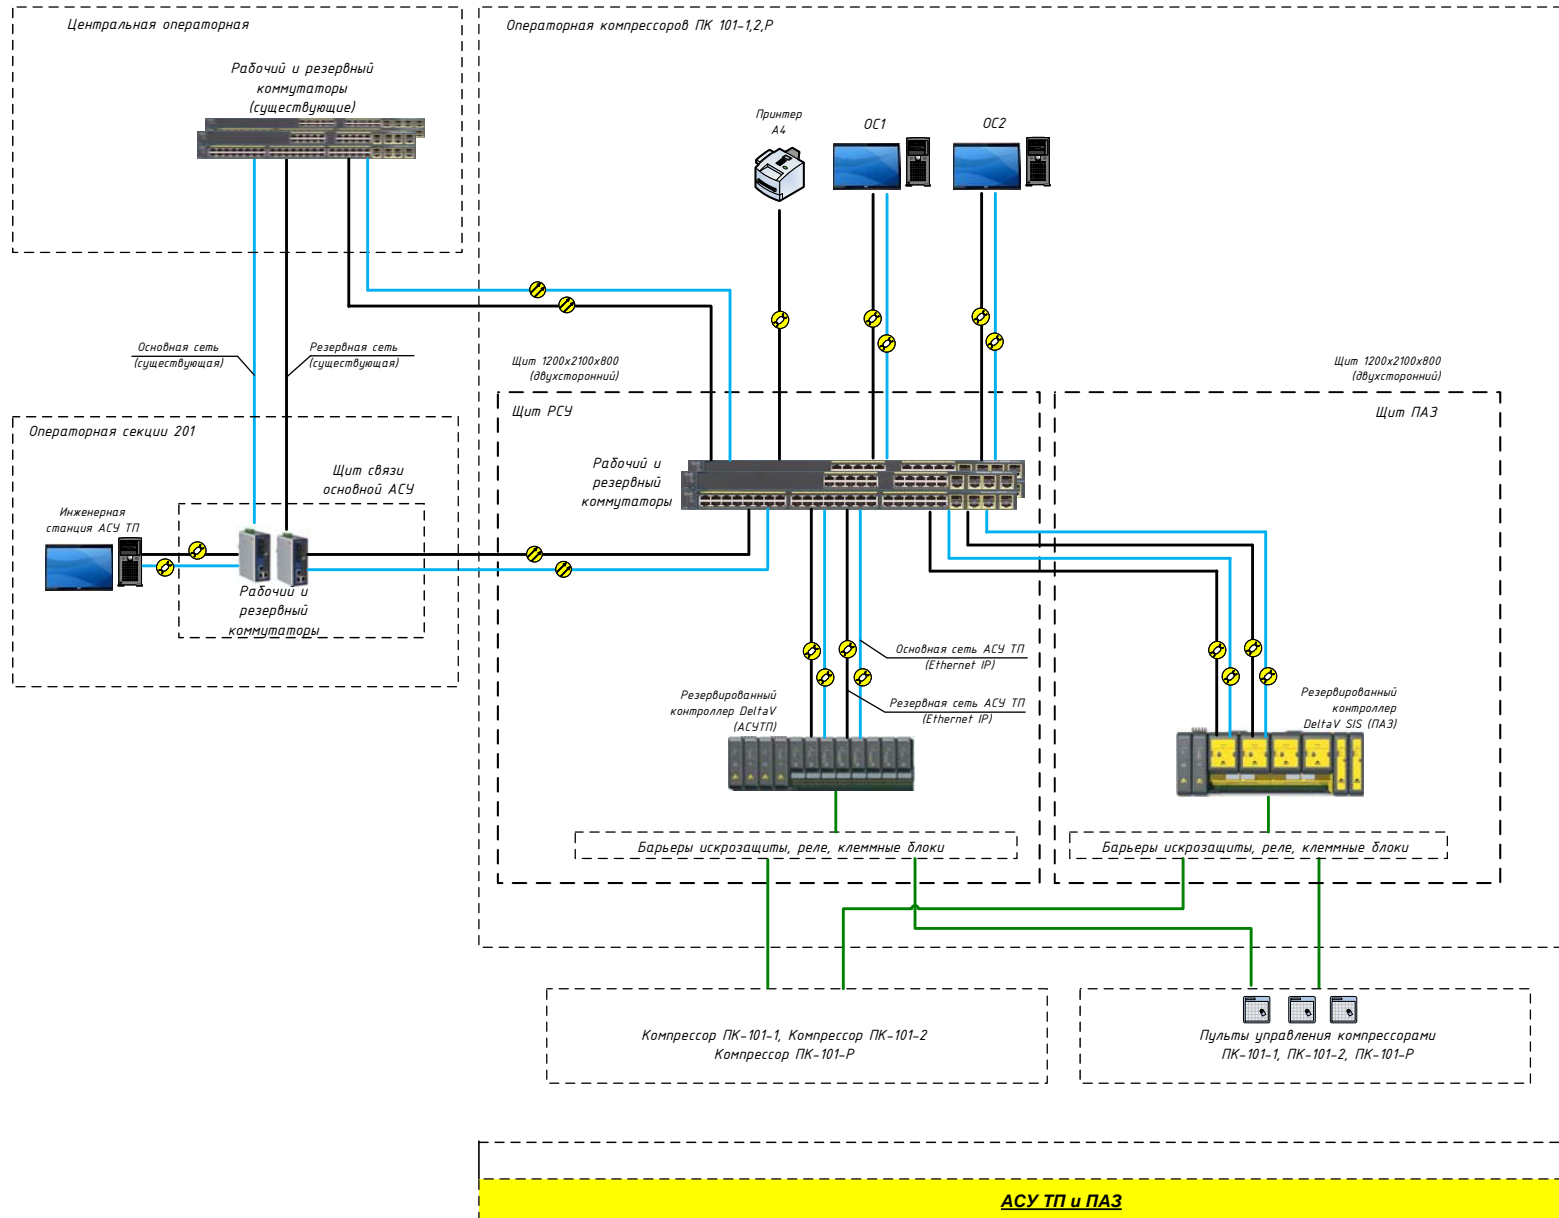 Центральная операторная
Рабочий и резервный
коммутаторы
(существующие)
Операторная компрессоров ПК 101-1,2,Р
Принтер
А4
ОС1
ОС2
Основная сеть
(существующая)
Резервная сеть
(существующая)
Щит 1200х2100х800
(двухсторонний)
Щит 1200х2100х800
(двухсторонний)
Щит РСУ
Щит ПАЗ
Операторная секции 201
Щит связи
основной АСУ
Инженерная
станция АСУ ТП
Рабочий и
резервный
коммутаторы
Рабочий и
резервный
коммутаторы
Основная сеть АСУ ТП
(Ethernet IP)
Резервная сеть АСУ ТП
(Ethernet IP)
Резервированный
контроллер DeltaV
(АСУТП)
Резервированный
контроллер
DeltaV SIS (ПАЗ)
Барьеры искрозащиты, реле, клеммные блоки
Барьеры искрозащиты, реле, клеммные блоки
Компрессор ПК-101-1, Компрессор ПК-101-2
Компрессор ПК-101-Р
Пульты управления компрессорами
ПК-101-1, ПК-101-2, ПК-101-Р
АСУ ТП и ПАЗ